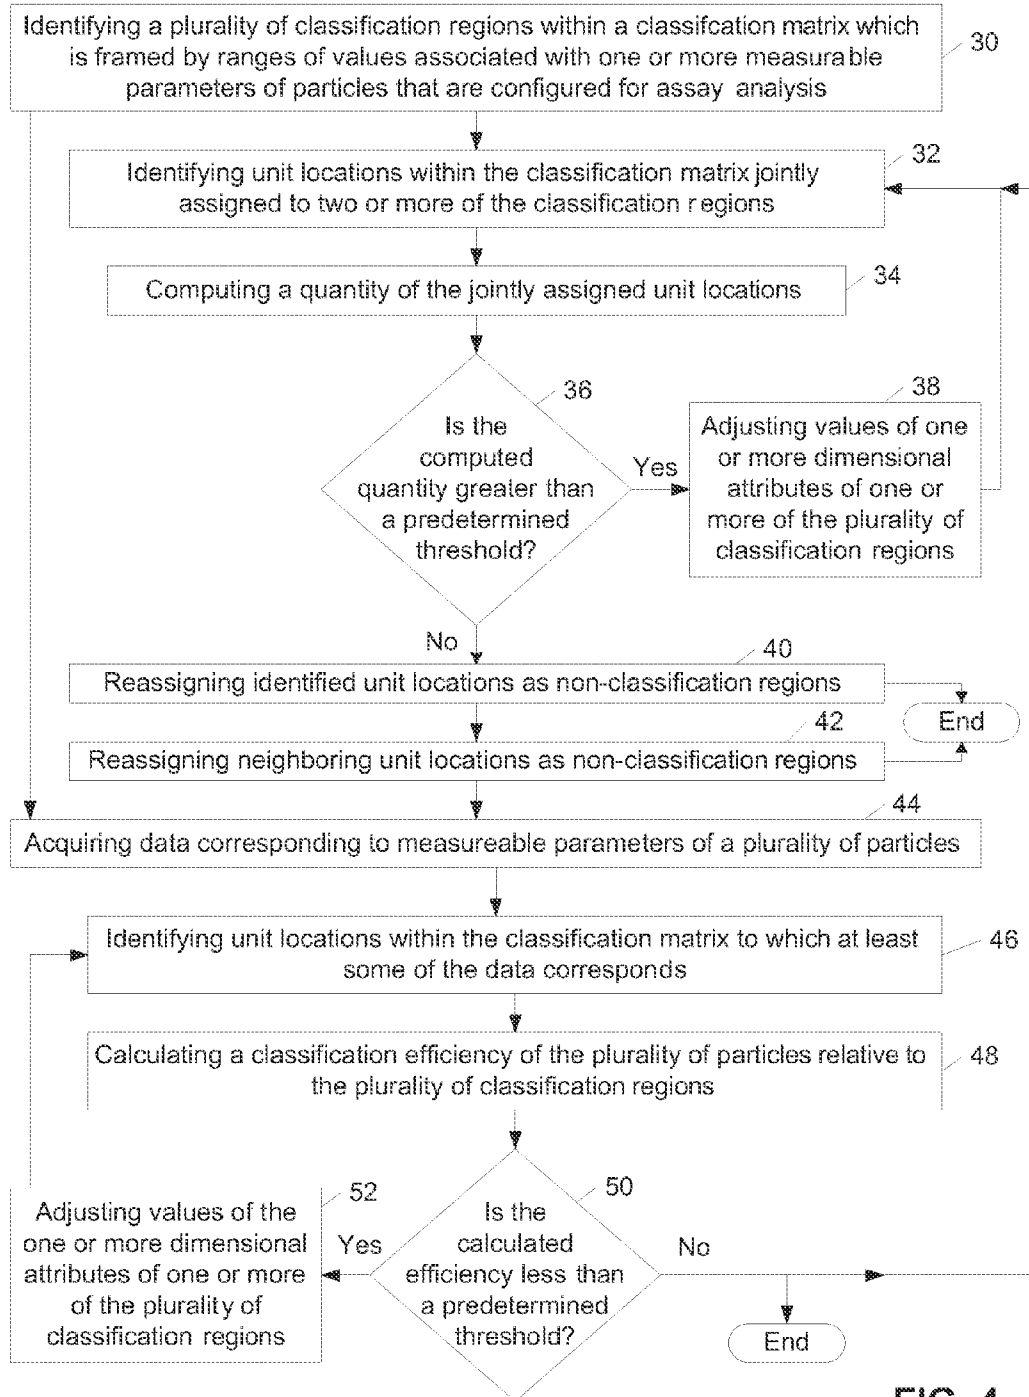 Identifying a plurality of classification regions within a classifcation matrix which
is framed by ranges of values associated with one or more measurable
parameters of particles that are configured for assay analysis
30
Identifying unit locations within the classification matrix jointly
assigned to two or more of the classification regions
32
Computing a quantity of the jointly assigned unit locations
34
Is the
computed
quantity greater than
a predetermined
threshold?
36
Yes
Adjusting values of one
or more dimensional
attributes of one or
more of the plurality of
classification regions
38
No
Reassigning identified unit locations as non-classification regions
40
End
Reassigning neighboring unit locations as non-classification regions
42
Acquiring data corresponding to measureable parameters of a plurality of particles
44
Identifying unit locations within the classification matrix to which at least
some of the data corresponds
46
Calculating a classification efficiency of the plurality of particles relative to
the plurality of classification regions
48
Is the
calculated
efficiency less than
a predetermined
threshold?
50
Yes
Adjusting values of the
one or more dimensional
attributes of one or more
of the plurality of
classification regions
52
No
End